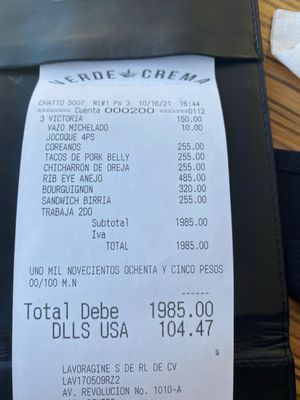 VERDE CREMA
CHATTO 5007 Nt#1 Ps 3 10/16/21 16:44
======== Cuenta 000200 ========0112
3 VICTORIA 150.00
VAZO MICHELADO 10.00
JOCOQUE 4PS
COREANOS 255.00
TACOS DE PORK BELLY 255.00
CHICHARRON DE OREJA 255.00
RIB EYE ANEJO 485.00
BOURGUIGNON 320.00
SANDWICH BIRRIA 255.00
TRABAJA 2DO
Subtotal 1985.00
Iva
TOTAL 1985.00
UNO MIL NOVECIENTOS OCHENTA Y CINCO PESOS
00/100 M.N
Total Debe 1985.00
DLLS USA 104.47
LAVORAGINE S DE RL DE CV
LAV170509RZ2
AV. REVOLUCION No. 1010-A